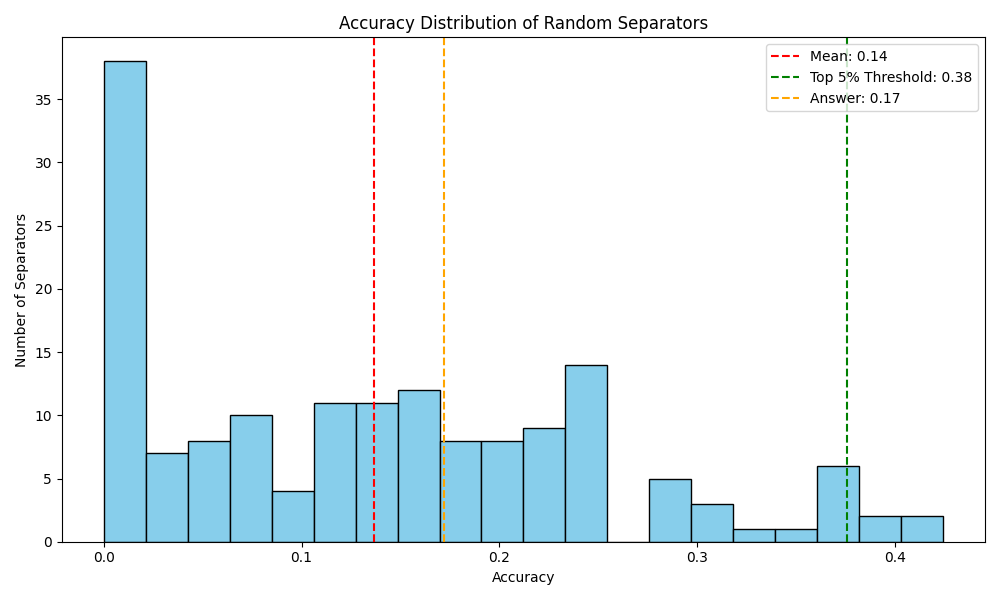 Accuracy Distribution of Random Separators
Mean: 0.14
Top 5% Threshold: 0.38
Answer: 0.17
Number of Separators
35
30
25
20
15
10
5
0
0.0 0.1 0.2 0.3 0.4
Accuracy